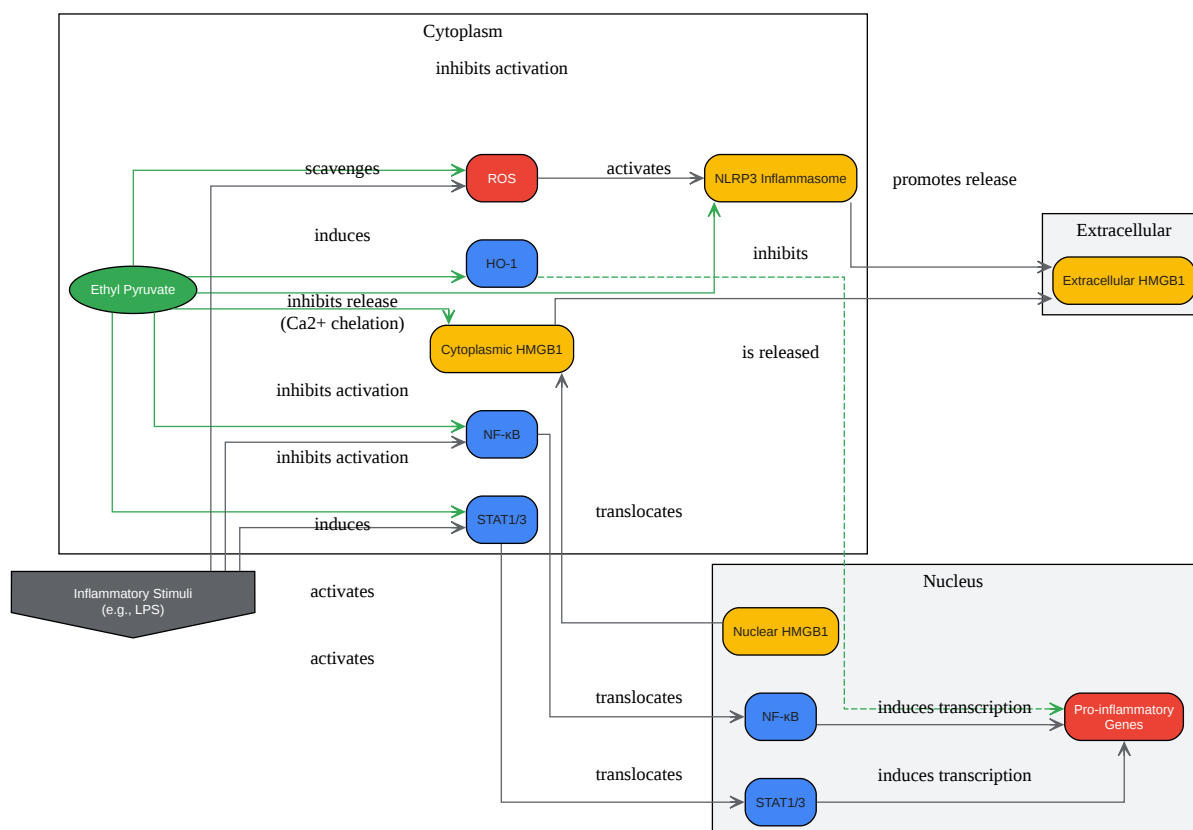 Cytoplasm
inhibits activation
scavenges
ROS
activates
NLRP3 Inflammasome
promotes release
induces
HO-1
inhibits
Extracellular
Extracellular HMGB1
Ethyl Pyruvate
inhibits release
(Ca2+ chelation)
Cytoplasmic HMGB1
is released
inhibits activation
NF-κB
inhibits activation
STAT1/3
induces
translocates
Inflammatory Stimuli
(e.g., LPS)
activates
Nucleus
Nuclear HMGB1
activates
translocates
NF-κB
induces transcription
Pro-inflammatory
Genes
translocates
STAT1/3
induces transcription